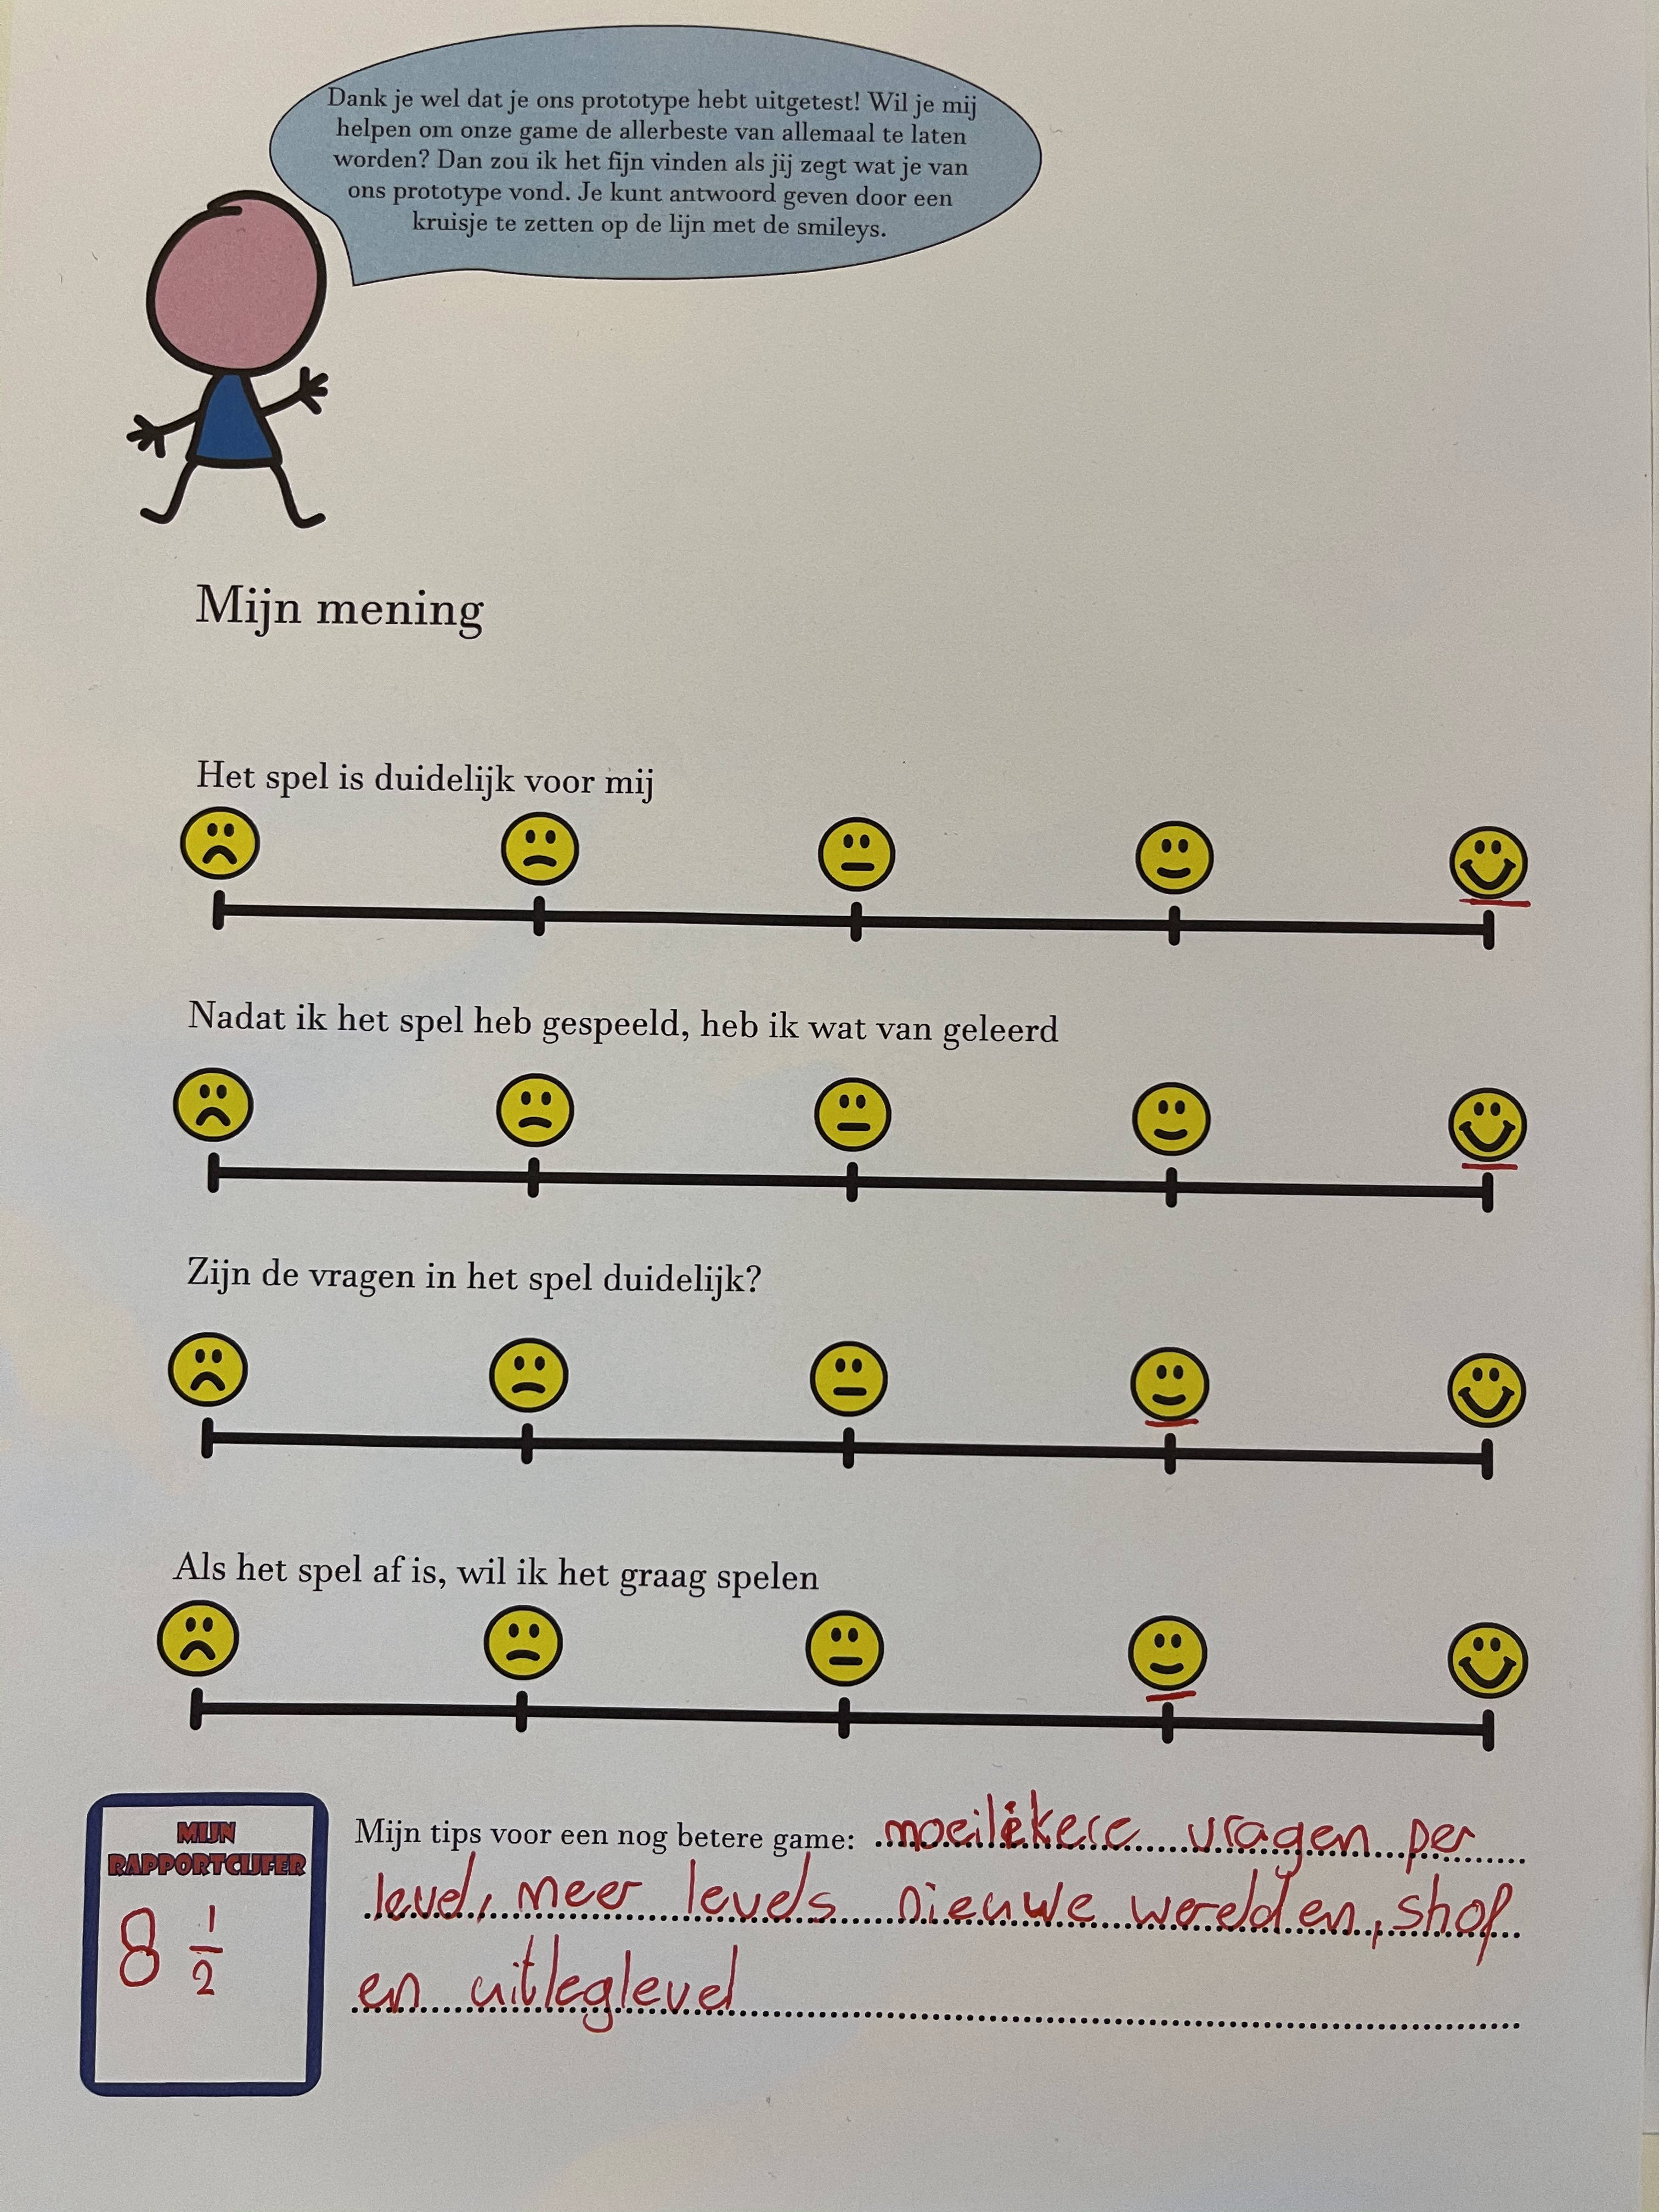 Dank je wel dat je ons prototype hebt uitgetest! Wil je mij
helpen om onze game de allerbeste van allemaal te laten
worden? Dan zou ik het fijn vinden als jij zegt wat je van
ons prototype vond. Je kunt antwoord geven door een
kruisje te zetten op de lijn met de smileys.
Mijn mening
Het spel is duidelijk voor mij
Nadat ik het spel heb gespeeld, heb ik wat van geleerd
Zijn de vragen in het spel duidelijk?
Als het spel af is, wil ik het graag spelen
MIJN
RAPPORTCIJFER
8 1/2
Mijn tips voor een nog betere game: moeilijkere vragen per
level, meer levels nieuwe werelden, shop
en uitleglevel